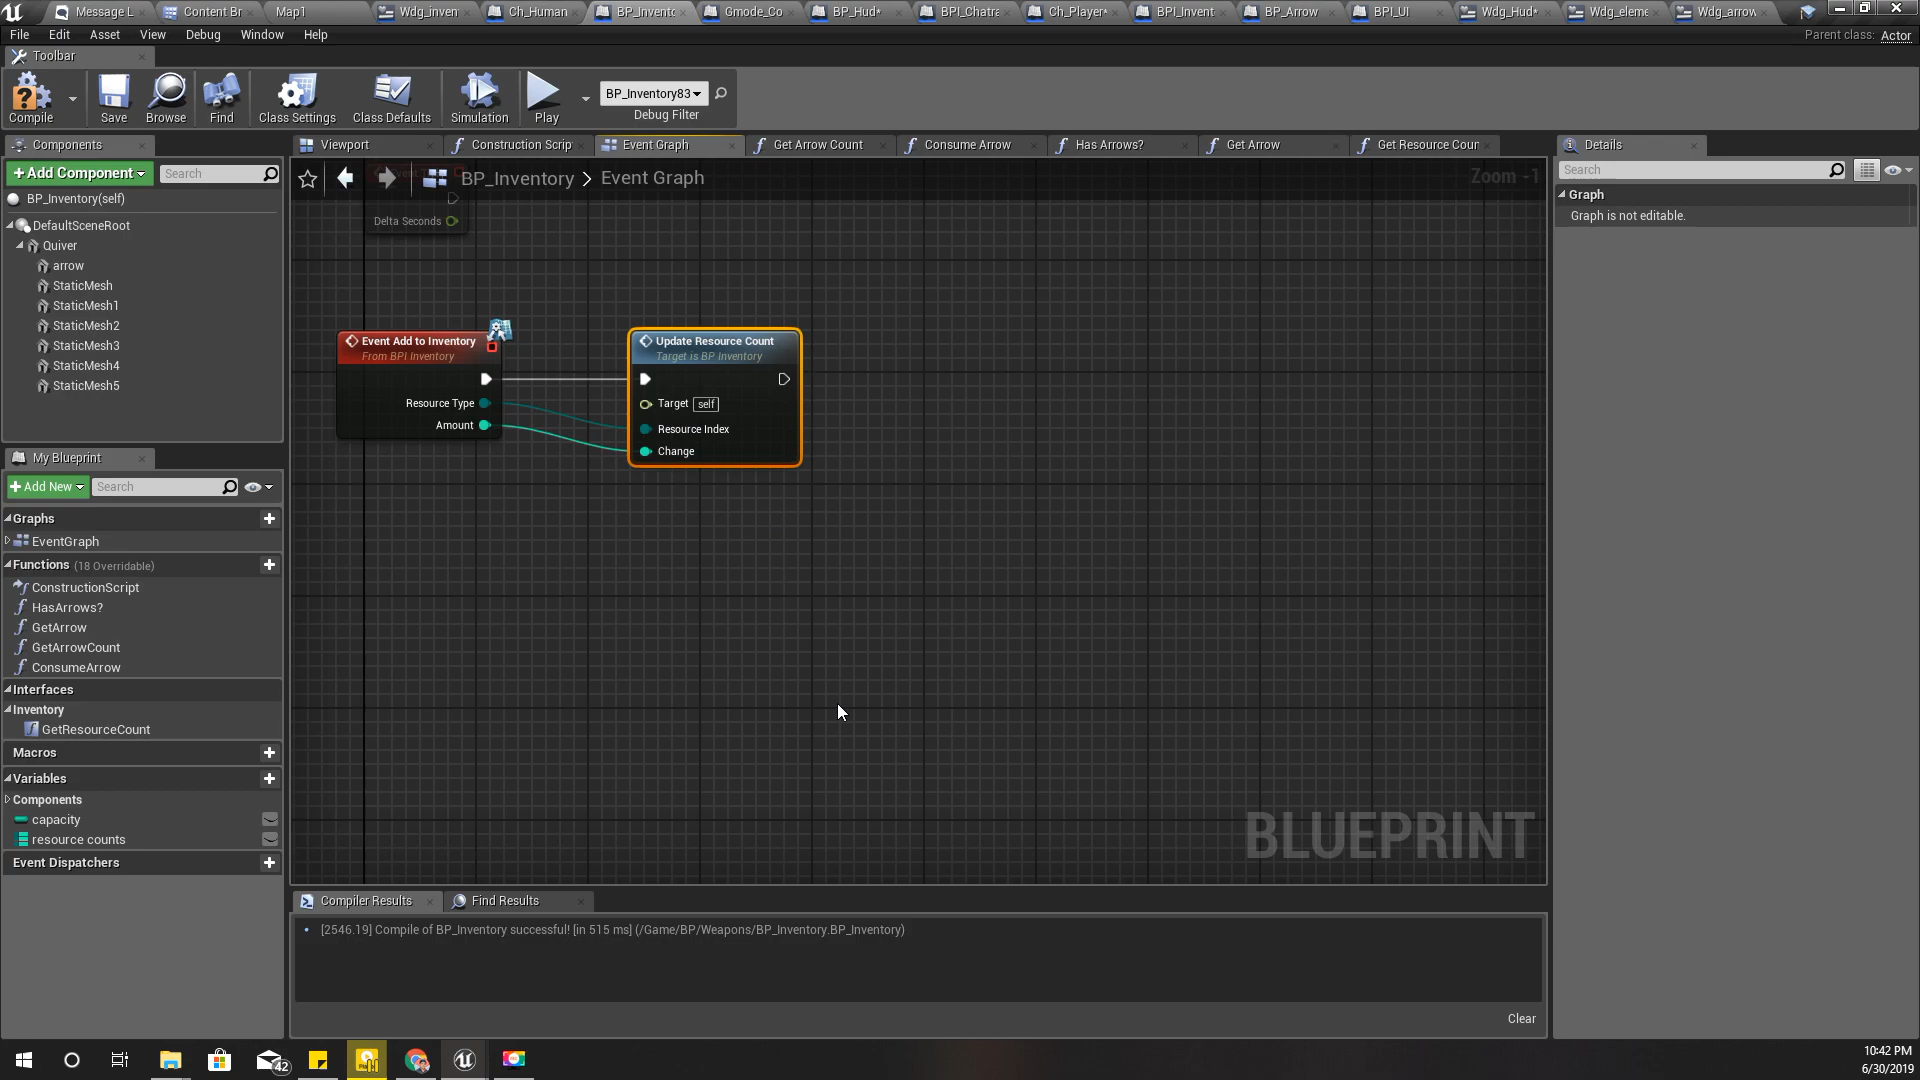 Message L
Content Br
Map1
Wdg_inven
Ch_Human
BP_Invento
Gmode_Co
BP_Hud*
BPI_Chatra
Ch_Player*
BPI_Invent
BP_Arrow
BPI_UI
Wdg_Hud*
Wdg_eleme
Wdg_arrow
File Edit Asset View Debug Window Help
Parent class: Actor
Toolbar
Compile
Save
Browse
Find
Class Settings
Class Defaults
Simulation
Play
BP_Inventory83
Debug Filter
Components
+Add Component
Search
BP_Inventory(self)
DefaultSceneRoot
Quiver
arrow
StaticMesh
StaticMesh1
StaticMesh2
StaticMesh3
StaticMesh4
StaticMesh5
My Blueprint
+Add New
Search
Graphs
EventGraph
Functions (18 Overridable)
ConstructionScript
HasArrows?
GetArrow
GetArrowCount
ConsumeArrow
Interfaces
Inventory
GetResourceCount
Macros
Variables
Components
capacity
resource counts
Event Dispatchers
Viewport
Construction Scrip
Event Graph
Get Arrow Count
Consume Arrow
Has Arrows?
Get Arrow
Get Resource Cour
BP_Inventory > Event Graph
Zoom -1
Delta Seconds
Event Add to Inventory
From BPI Inventory
Resource Type
Amount
Update Resource Count
Target is BP Inventory
Target self
Resource Index
Change
BLUEPRINT
Compiler Results
Find Results
[2546.19] Compile of BP_Inventory successful! [in 515 ms] (/Game/BP/Weapons/BP_Inventory.BP_Inventory)
Clear
Details
Search
Graph
Graph is not editable.
42
10:42 PM
6/30/2019